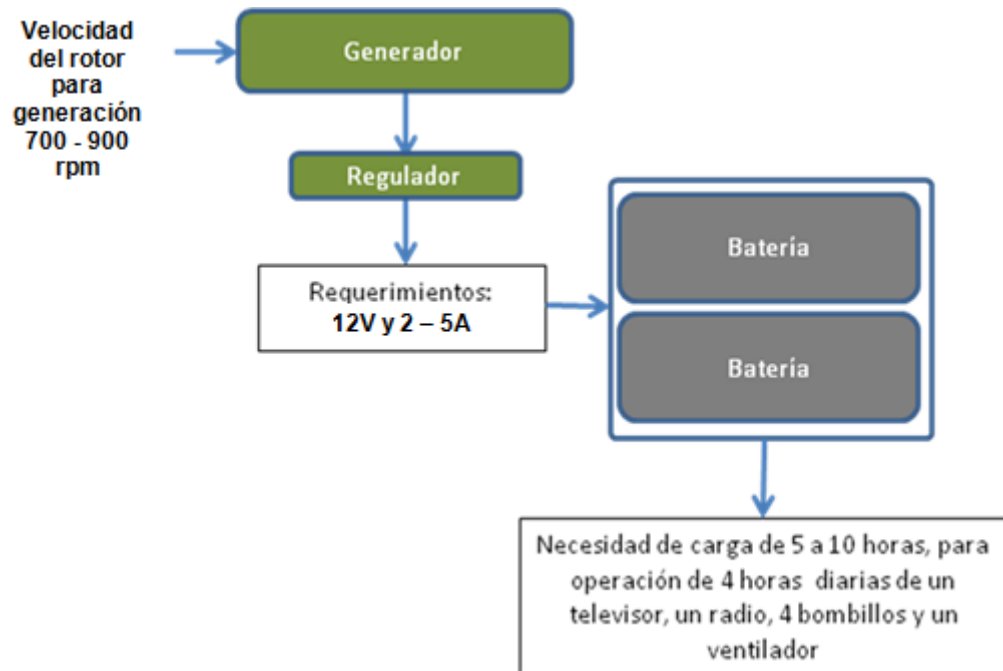 Velocidad
del rotor
para
generación
700 - 900
rpm
Generador
Regulador
Requerimientos:
12V y 2 – 5A
Batería
Batería
Necesidad de carga de 5 a 10 horas, para
operación de 4 horas diarias de un
televisor, un radio, 4 bombillos y un
ventilador